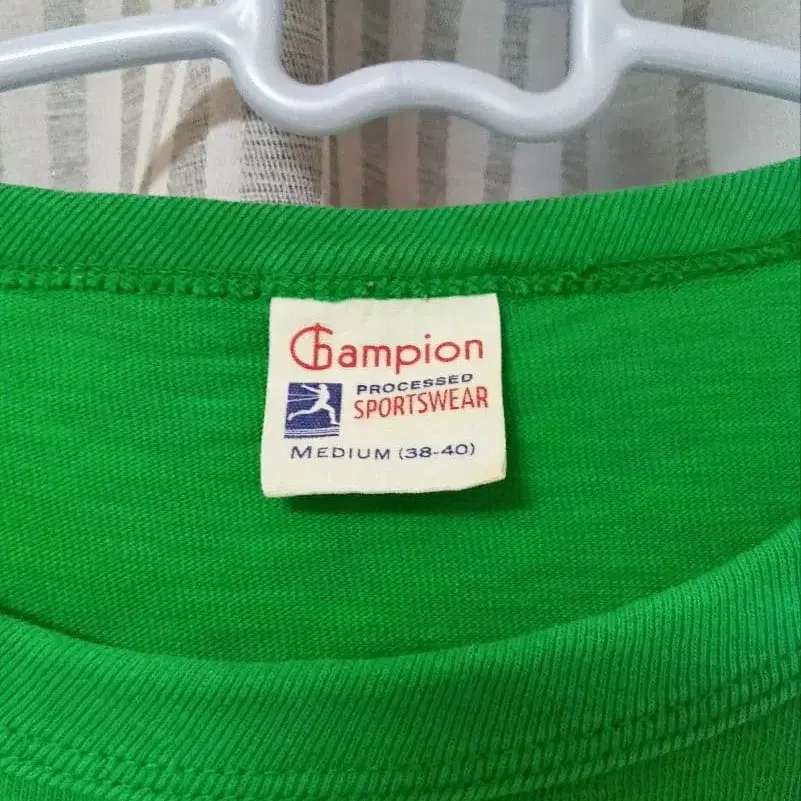 Champion
PROCESSED
SPORTSWEAR
MEDIUM (38-40)